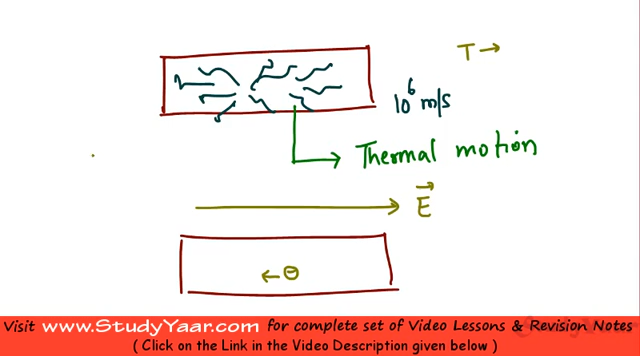 T →
10⁶ m/s
Thermal motion
E⃗
← ⊖
Visit www.StudyYaar.com for complete set of Video Lessons & Revision Notes
( Click on the Link in the Video Description given below )